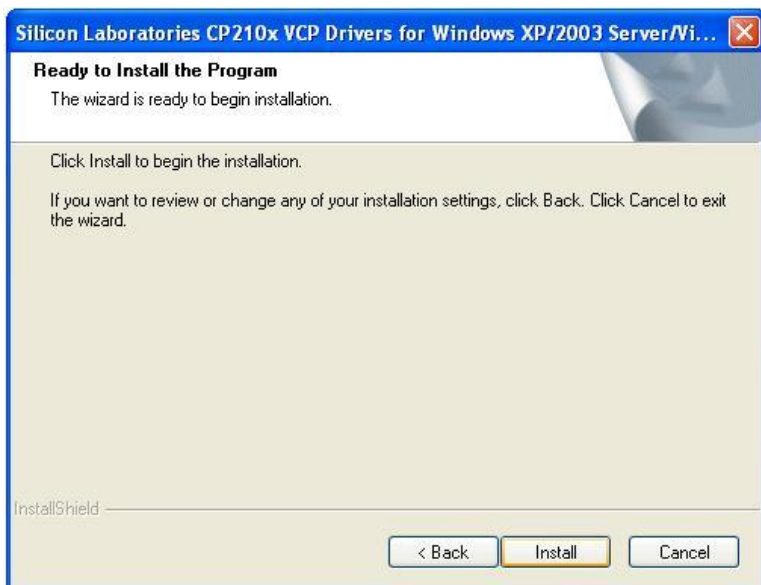 Silicon Laboratories CP210x VCP Drivers for Windows XP/2003 Server/Vi...
Ready to Install the Program
The wizard is ready to begin installation.
Click Install to begin the installation.
If you want to review or change any of your installation settings, click Back. Click Cancel to exit
the wizard.
InstallShield
< Back
Install
Cancel